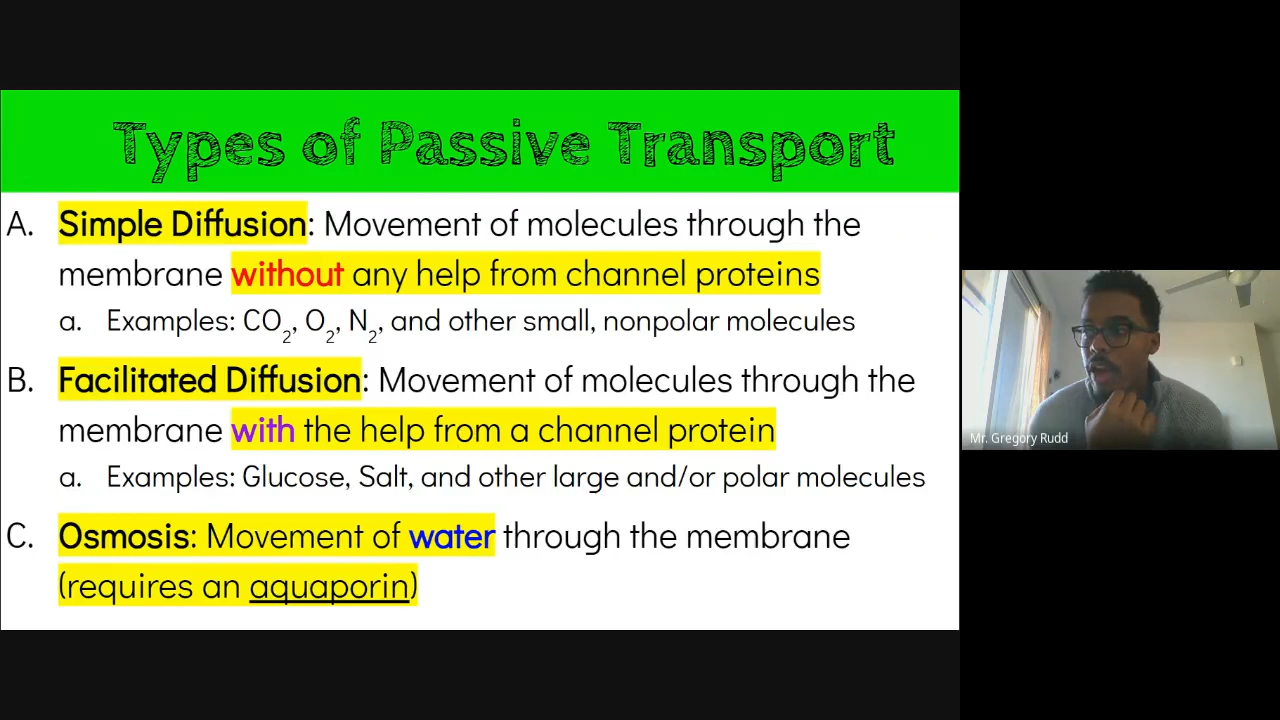 Types of Passive Transport
A. Simple Diffusion: Movement of molecules through the
membrane without any help from channel proteins
a. Examples: CO₂, O₂, N₂, and other small, nonpolar molecules
B. Facilitated Diffusion: Movement of molecules through the
membrane with the help from a channel protein
a. Examples: Glucose, Salt, and other large and/or polar molecules
C. Osmosis: Movement of water through the membrane
(requires an aquaporin)
Mr. Gregory Rudd